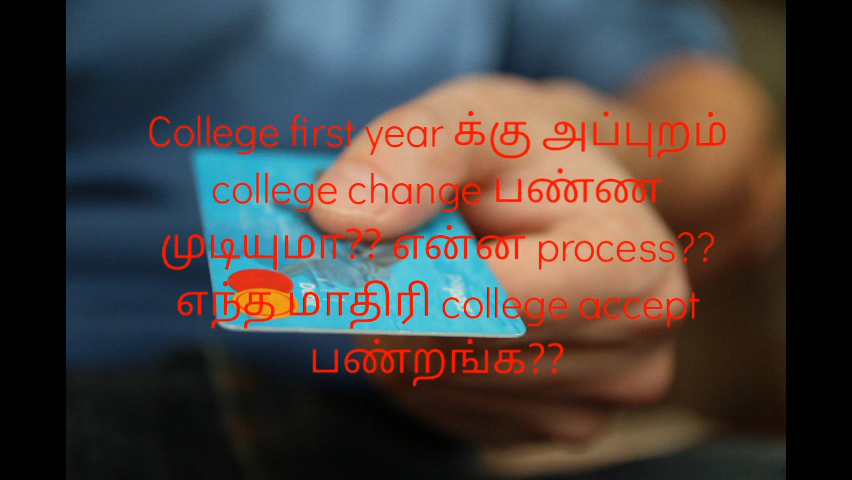 College first year க்கு அப்புறம்
college change பண்ண
முடியுமா?? என்ன process??
எந்த மாதிரி college accept
பண்றங்க??